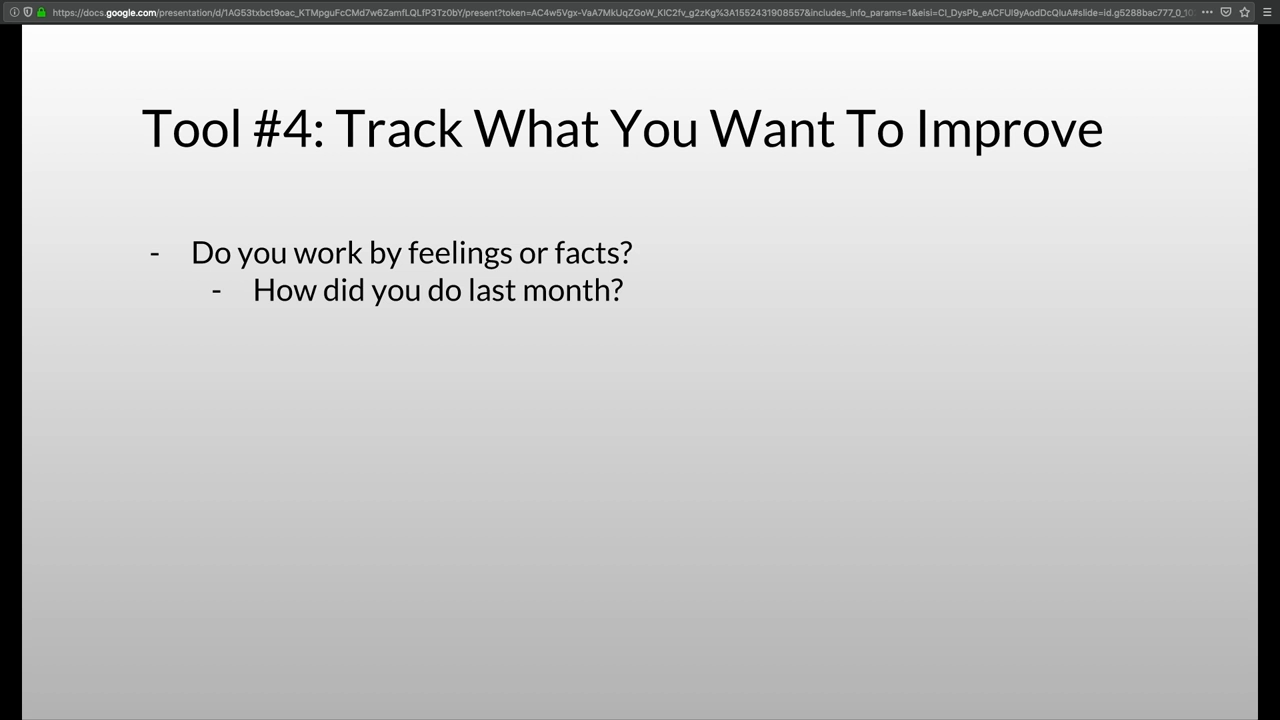 Tool #4: Track What You Want To Improve
- Do you work by feelings or facts?
- How did you do last month?